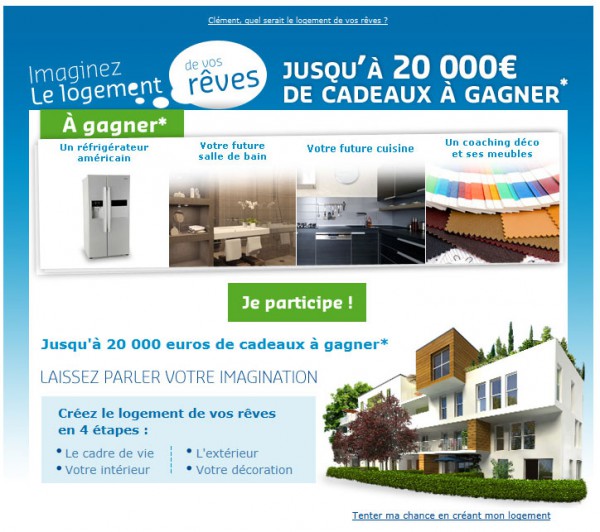 Clément, quel serait le logement de vos rêves ?
Imaginez
Le logement
de vos
rêves
JUSQU'À 20 000€
DE CADEAUX À GAGNER*
À gagner*
Un réfrigérateur
américain
Votre future
salle de bain
Votre future cuisine
Un coaching déco
et ses meubles
Je participe !
Jusqu'à 20 000 euros de cadeaux à gagner*
LAISSEZ PARLER VOTRE IMAGINATION
Créez le logement de vos rêves
en 4 étapes :
• Le cadre de vie
• Votre intérieur
• L'extérieur
• Votre décoration
Tenter ma chance en créant mon logement